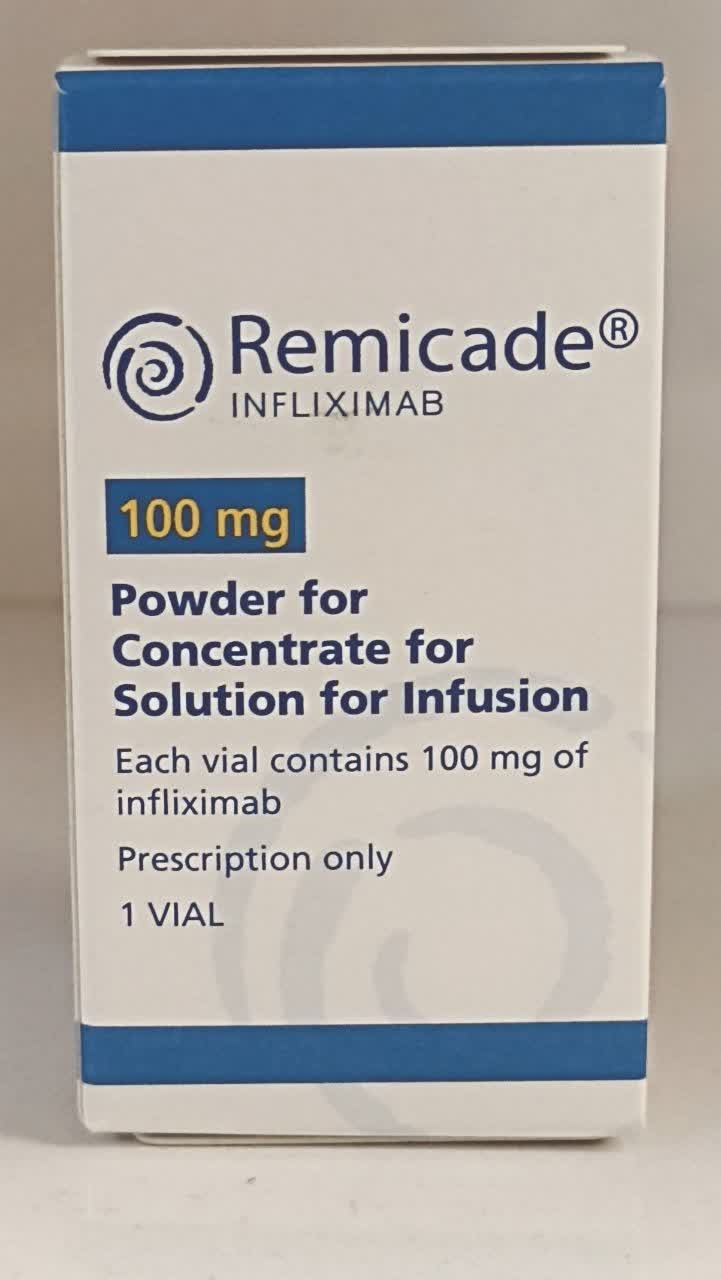 Remicade®
INFLIXIMAB
100 mg
Powder for
Concentrate for
Solution for Infusion
Each vial contains 100 mg of
infliximab
Prescription only
1 VIAL